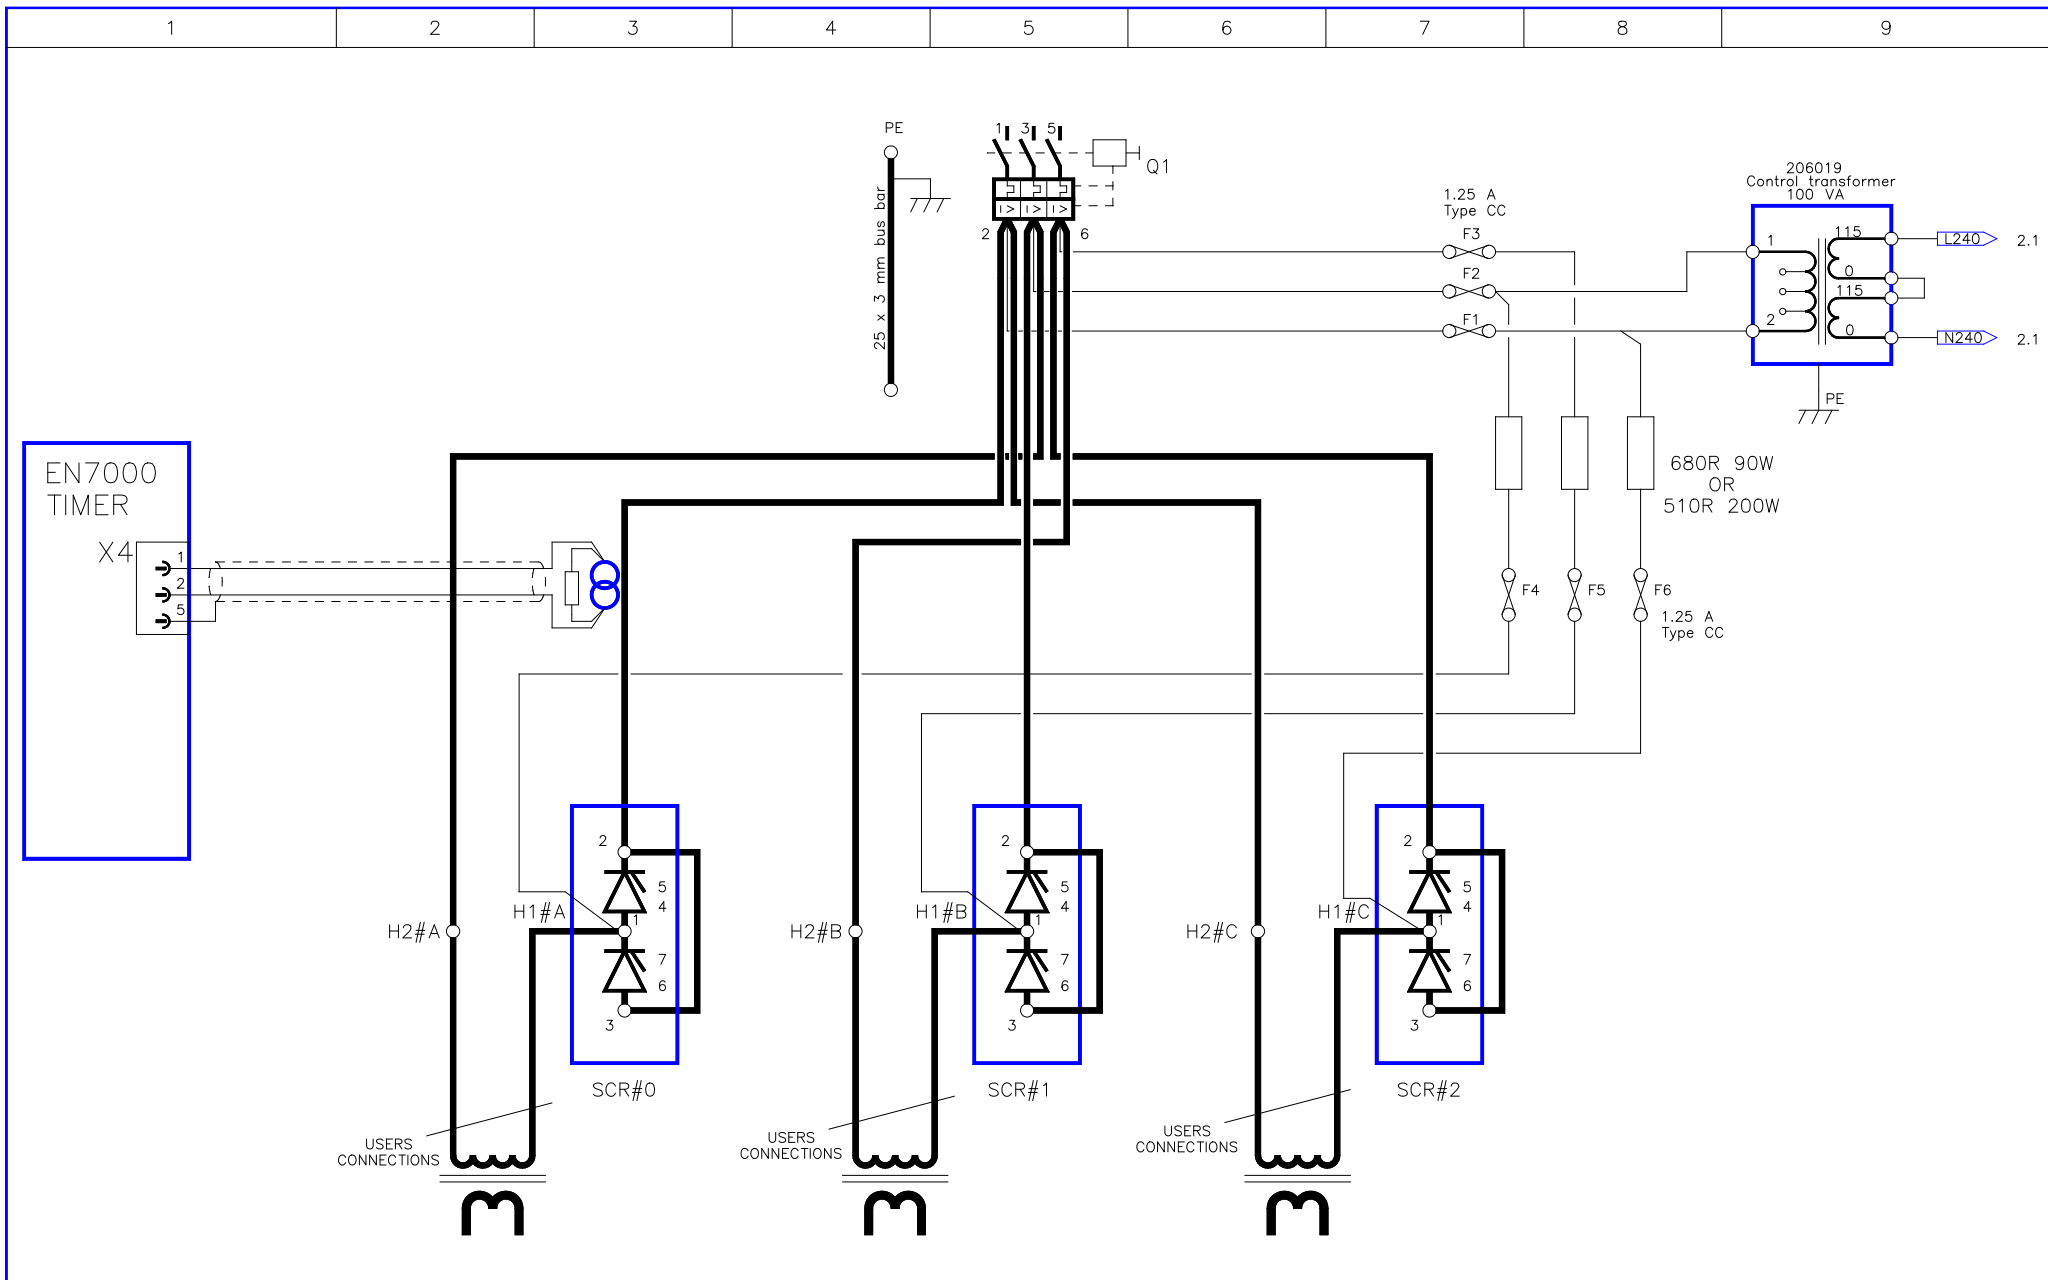 1 2 3 4 5 6 7 8 9
PE
1 3 5
Q1
I> I> I>
2 6
25 x 3 mm bus bar
1.25 A
Type CC
F3
F2
F1
206019
Control transformer
100 VA
1 115
0
115
2 0
L240 2.1
N240 2.1
PE
EN7000
TIMER
X4
1
2
5
680R 90W
OR
510R 200W
F4 F5 F6
1.25 A
Type CC
2
5
4
H1#A 1
H2#A
7
6
3
SCR#0
USERS
CONNECTIONS
2
5
4
H1#B 1
H2#B
7
6
3
SCR#1
USERS
CONNECTIONS
2
5
4
H1#C 1
H2#C
7
6
3
SCR#2
USERS
CONNECTIONS